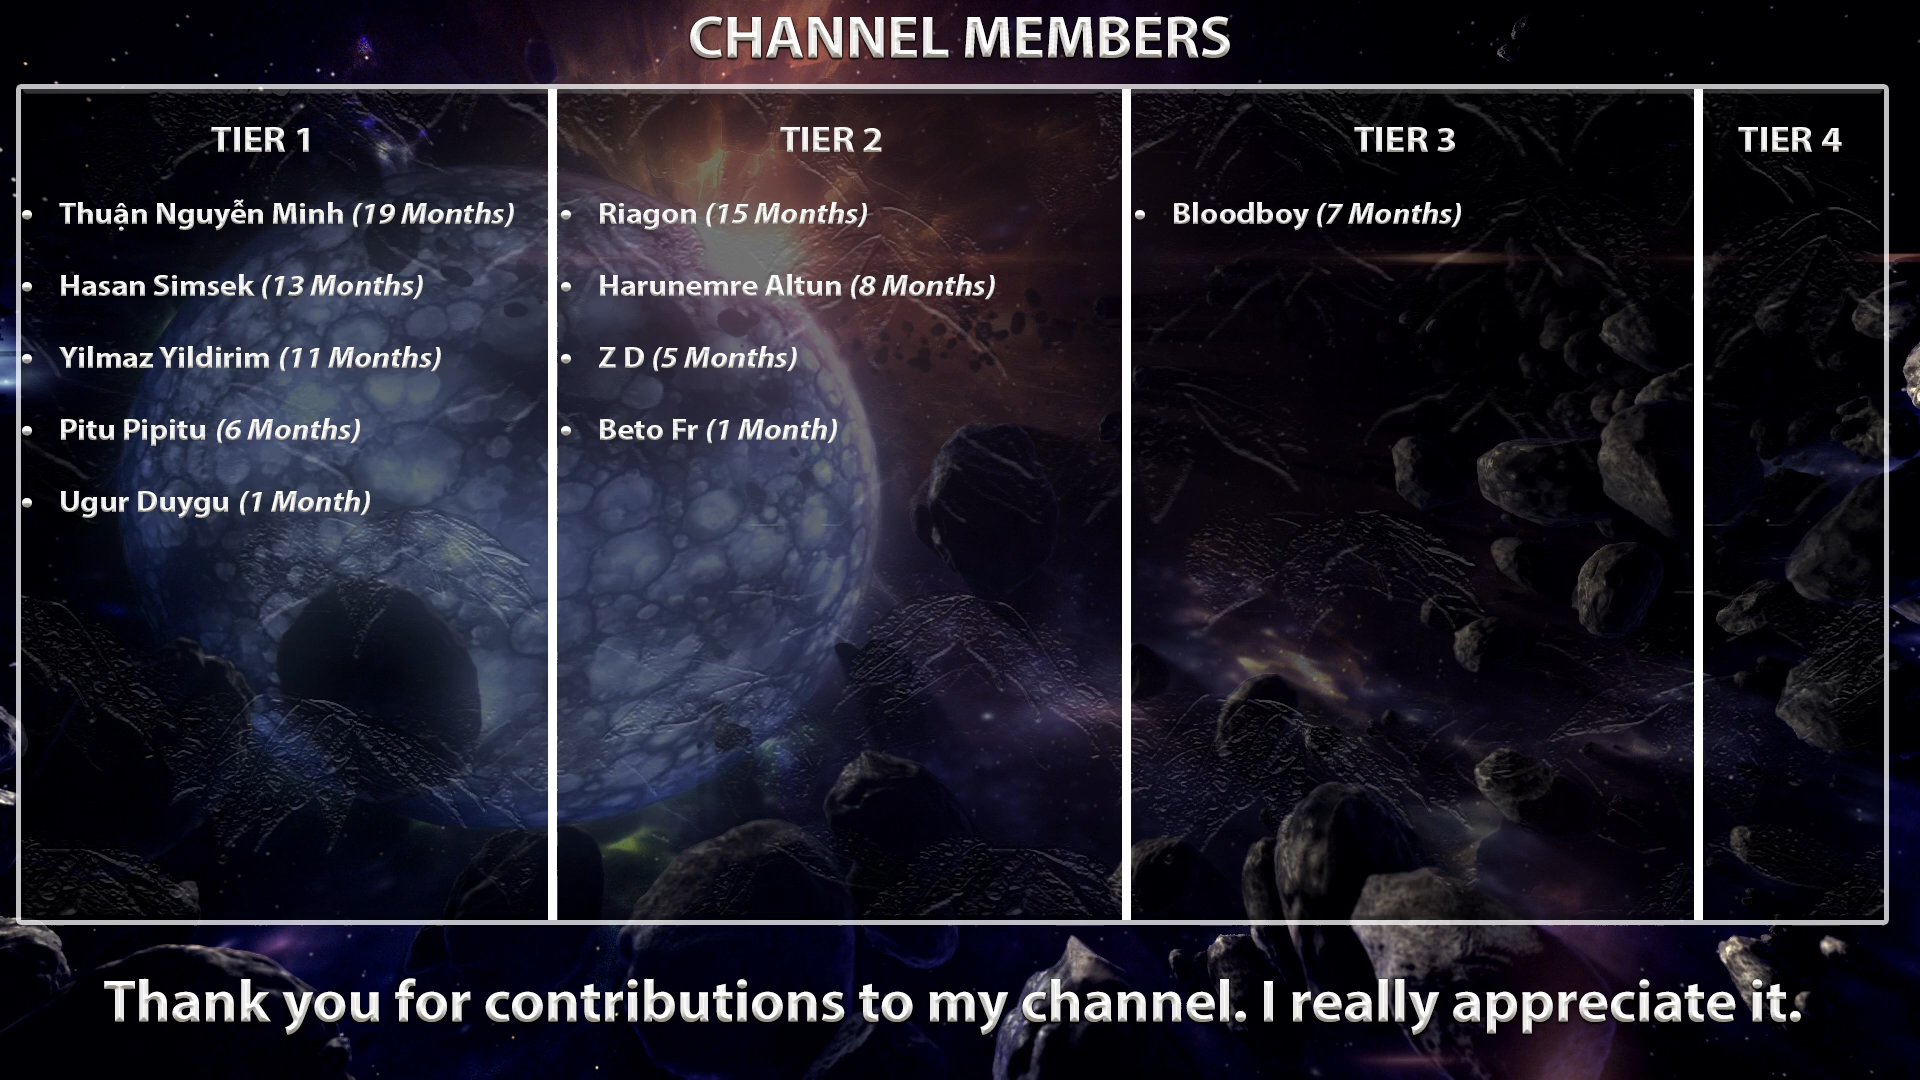 CHANNEL MEMBERS
TIER 1
• Thuận Nguyễn Minh (19 Months)
• Hasan Simsek (13 Months)
• Yilmaz Yildirim (11 Months)
• Pitu Pipitu (6 Months)
• Ugur Duygu (1 Month)
TIER 2
• Riagon (15 Months)
• Harunemre Altun (8 Months)
• Z D (5 Months)
• Beto Fr (1 Month)
TIER 3
• Bloodboy (7 Months)
TIER 4
Thank you for contributions to my channel. I really appreciate it.